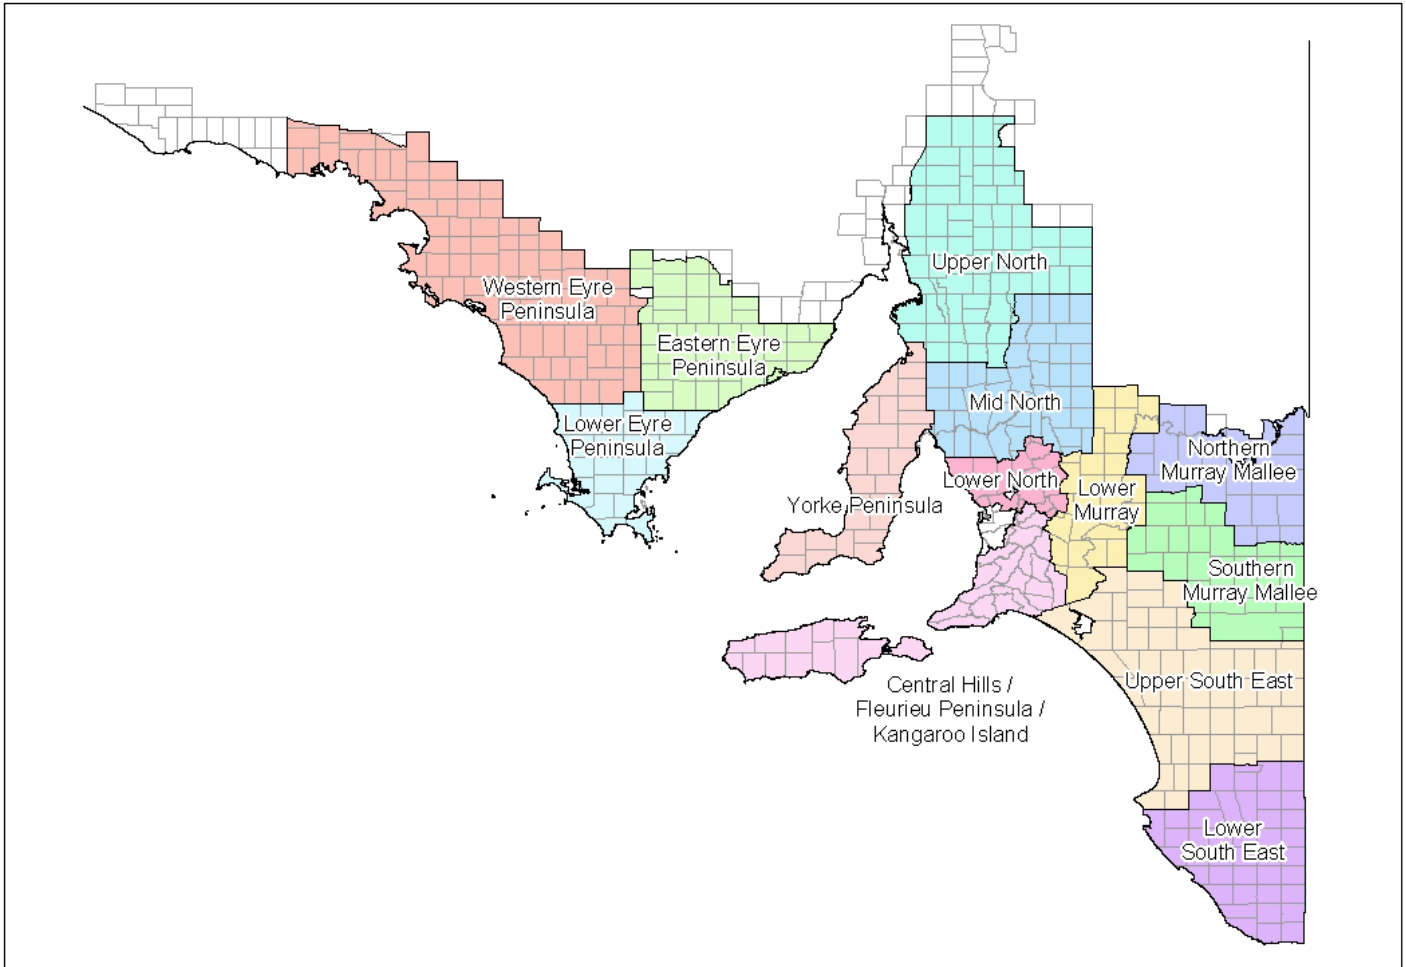 Upper North
Western Eyre
Peninsula
Eastern Eyre
Peninsula
Mid North
Lower Eyre
Peninsula
Northern
Murray Mallee
Lower North
Lower
Murray
Yorke Peninsula
Southern
Murray Mallee
Upper South East
Central Hills /
Fleurieu Peninsula /
Kangaroo Island
Lower
South East